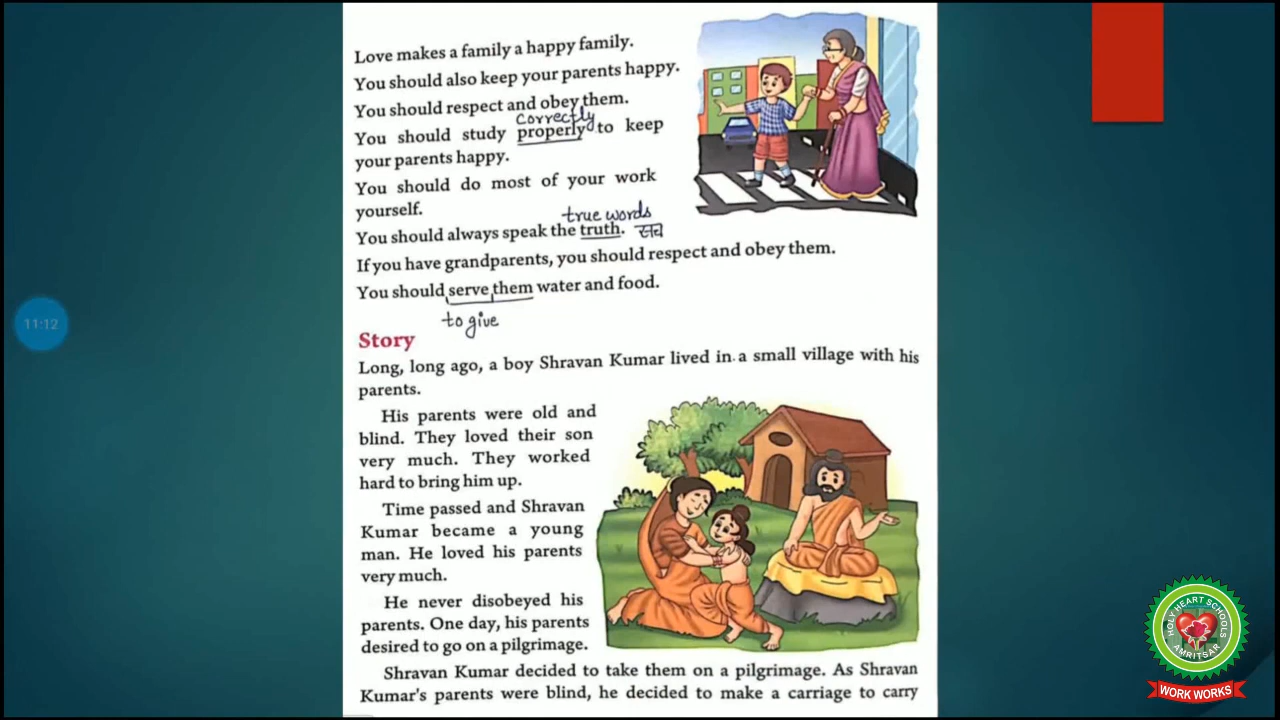 Love makes a family a happy family.
You should also keep your parents happy.
You should respect and obey them.
correctly
You should study properly to keep
your parents happy.
You should do most of your work
yourself.
true words
You should always speak the truth. सच
If you have grandparents, you should respect and obey them.
You should serve them water and food.
to give
11:12
Story
Long, long ago, a boy Shravan Kumar lived in a small village with his
parents.
His parents were old and
blind. They loved their son
very much. They worked
hard to bring him up.
Time passed and Shravan
Kumar became a young
man. He loved his parents
very much.
He never disobeyed his
parents. One day, his parents
desired to go on a pilgrimage.
Shravan Kumar decided to take them on a pilgrimage. As Shravan
Kumar's parents were blind, he decided to make a carriage to carry
HOLY HEART SCHOOLS
AMRITSAR
WORK WORKS